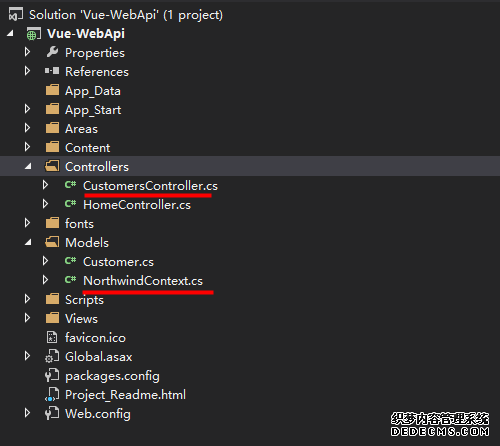 Solution 'Vue-WebApi' (1 project)
Vue-WebApi
Properties
References
App_Data
App_Start
Areas
Content
Controllers
C# CustomersController.cs
C# HomeController.cs
fonts
Models
C# Customer.cs
C# NorthwindContext.cs
Scripts
Views
favicon.ico
Global.asax
packages.config
Project_Readme.html
Web.config
织梦内容管理系统
DEDECMS.COM